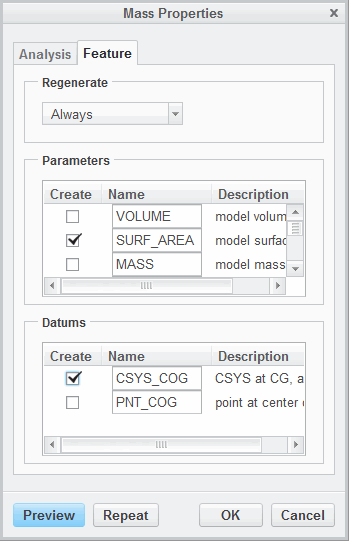 Mass Properties
Analysis Feature
Regenerate
Always
Parameters
Create Name Description
VOLUME model volum
SURF_AREA model surfac
MASS model mass
Datums
Create Name Description
CSYS_COG CSYS at CG, a
PNT_COG point at center
Preview Repeat OK Cancel